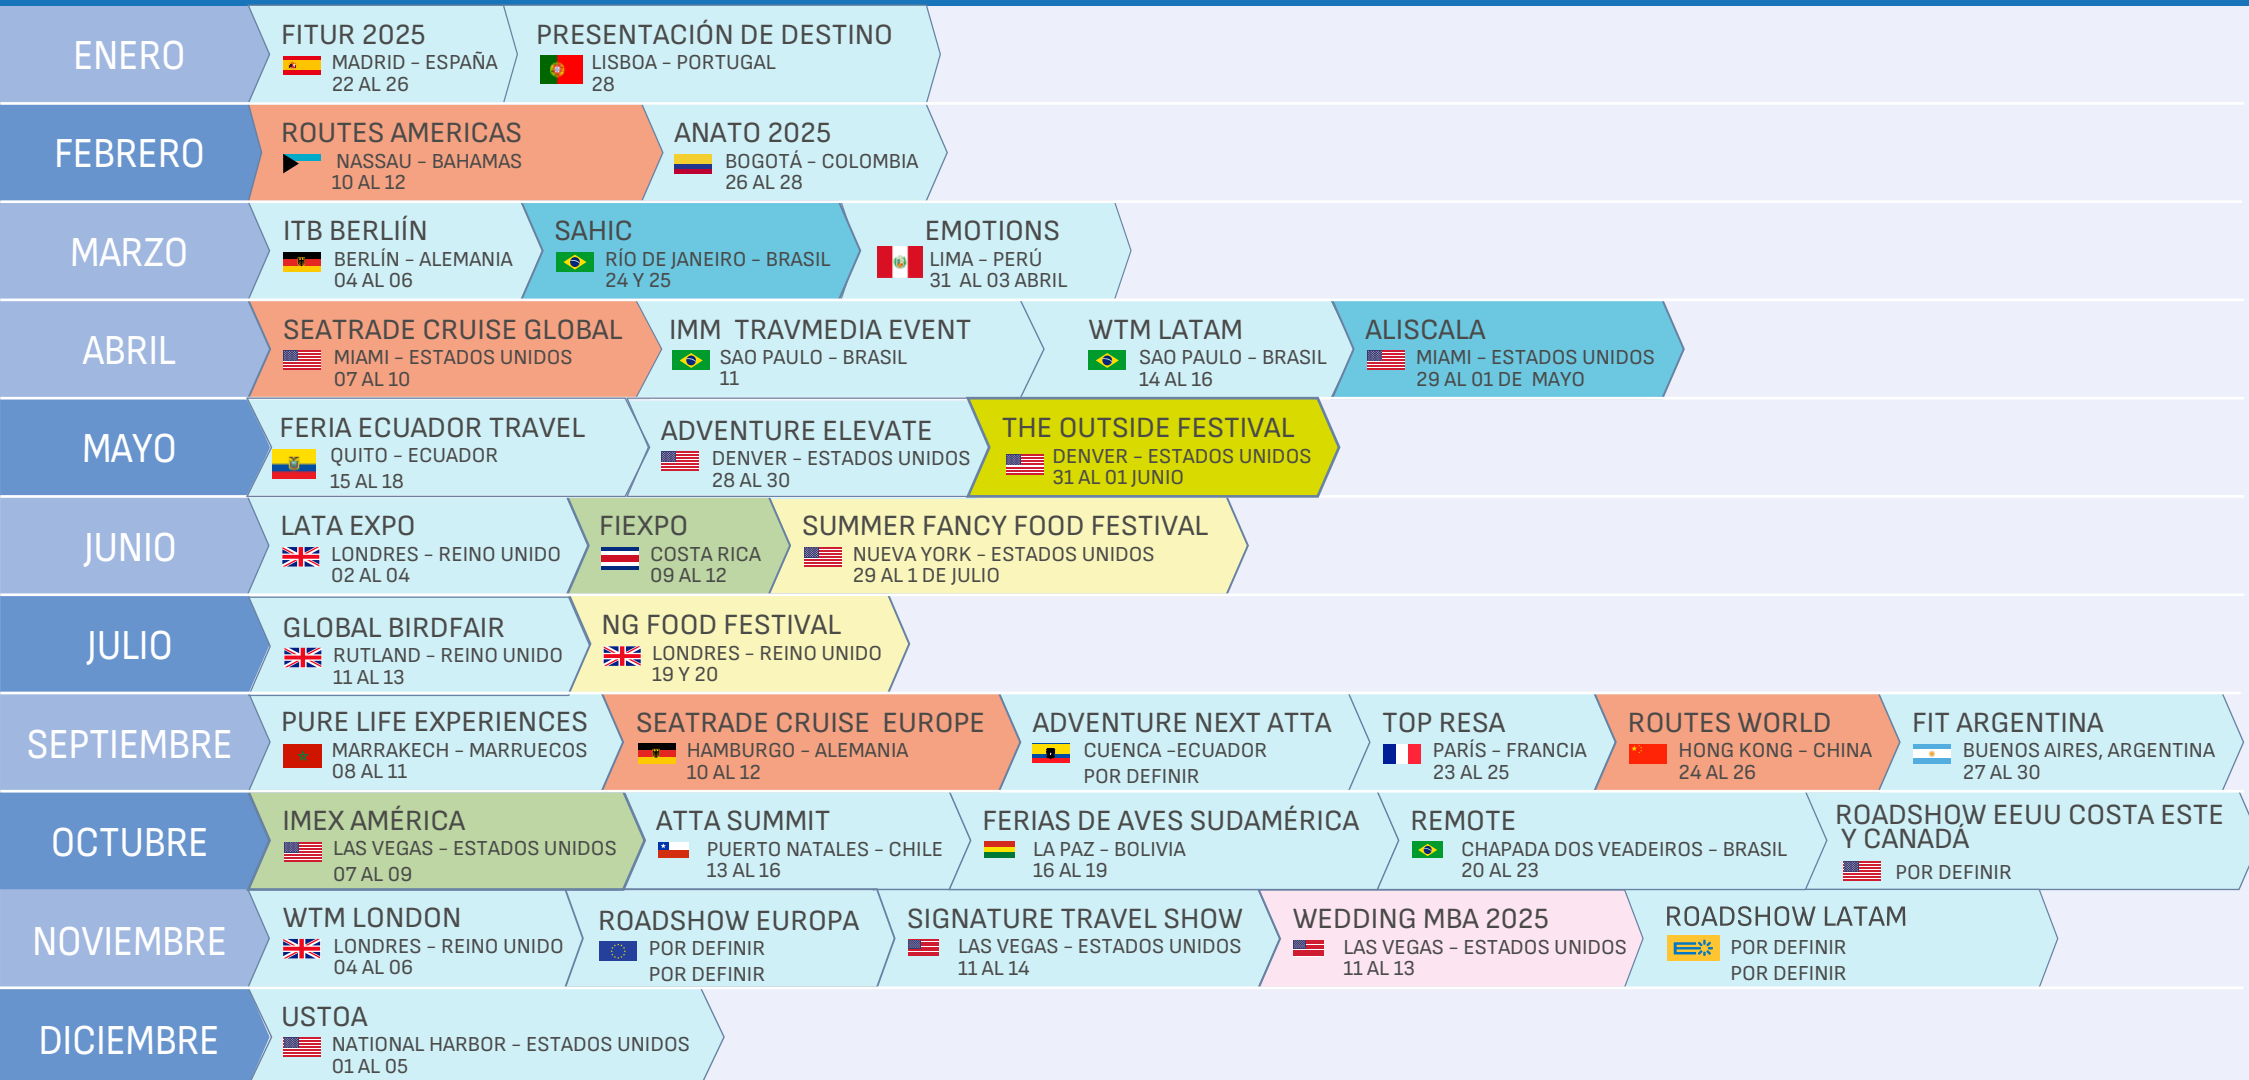 ENERO
FITUR 2025
MADRID – ESPAÑA
22 AL 26
PRESENTACIÓN DE DESTINO
LISBOA – PORTUGAL
28
FEBRERO
ROUTES AMERICAS
NASSAU – BAHAMAS
10 AL 12
ANATO 2025
BOGOTÁ – COLOMBIA
26 AL 28
MARZO
ITB BERLIÍN
BERLÍN – ALEMANIA
04 AL 06
SAHIC
RÍO DE JANEIRO – BRASIL
24 Y 25
EMOTIONS
LIMA – PERÚ
31 AL 03 ABRIL
ABRIL
SEATRADE CRUISE GLOBAL
MIAMI – ESTADOS UNIDOS
07 AL 10
IMM TRAVMEDIA EVENT
SAO PAULO – BRASIL
11
WTM LATAM
SAO PAULO – BRASIL
14 AL 16
ALISCALA
MIAMI – ESTADOS UNIDOS
29 AL 01 DE MAYO
MAYO
FERIA ECUADOR TRAVEL
QUITO – ECUADOR
15 AL 18
ADVENTURE ELEVATE
DENVER – ESTADOS UNIDOS
28 AL 30
THE OUTSIDE FESTIVAL
DENVER – ESTADOS UNIDOS
31 AL 01 JUNIO
JUNIO
LATA EXPO
LONDRES – REINO UNIDO
02 AL 04
FIEXPO
COSTA RICA
09 AL 12
SUMMER FANCY FOOD FESTIVAL
NUEVA YORK – ESTADOS UNIDOS
29 AL 1 DE JULIO
JULIO
GLOBAL BIRDFAIR
RUTLAND – REINO UNIDO
11 AL 13
NG FOOD FESTIVAL
LONDRES – REINO UNIDO
19 Y 20
SEPTIEMBRE
PURE LIFE EXPERIENCES
MARRAKECH – MARRUECOS
08 AL 11
SEATRADE CRUISE EUROPE
HAMBURGO – ALEMANIA
10 AL 12
ADVENTURE NEXT ATTA
CUENCA –ECUADOR
POR DEFINIR
TOP RESA
PARÍS – FRANCIA
23 AL 25
ROUTES WORLD
HONG KONG – CHINA
24 AL 26
FIT ARGENTINA
BUENOS AIRES, ARGENTINA
27 AL 30
OCTUBRE
IMEX AMÉRICA
LAS VEGAS – ESTADOS UNIDOS
07 AL 09
ATTA SUMMIT
PUERTO NATALES – CHILE
13 AL 16
FERIAS DE AVES SUDAMÉRICA
LA PAZ – BOLIVIA
16 AL 19
REMOTE
CHAPADA DOS VEADEIROS – BRASIL
20 AL 23
ROADSHOW EEUU COSTA ESTE
Y CANADÁ
POR DEFINIR
NOVIEMBRE
WTM LONDON
LONDRES – REINO UNIDO
04 AL 06
ROADSHOW EUROPA
POR DEFINIR
POR DEFINIR
SIGNATURE TRAVEL SHOW
LAS VEGAS – ESTADOS UNIDOS
11 AL 14
WEDDING MBA 2025
LAS VEGAS – ESTADOS UNIDOS
11 AL 13
ROADSHOW LATAM
POR DEFINIR
POR DEFINIR
DICIEMBRE
USTOA
NATIONAL HARBOR – ESTADOS UNIDOS
01 AL 05